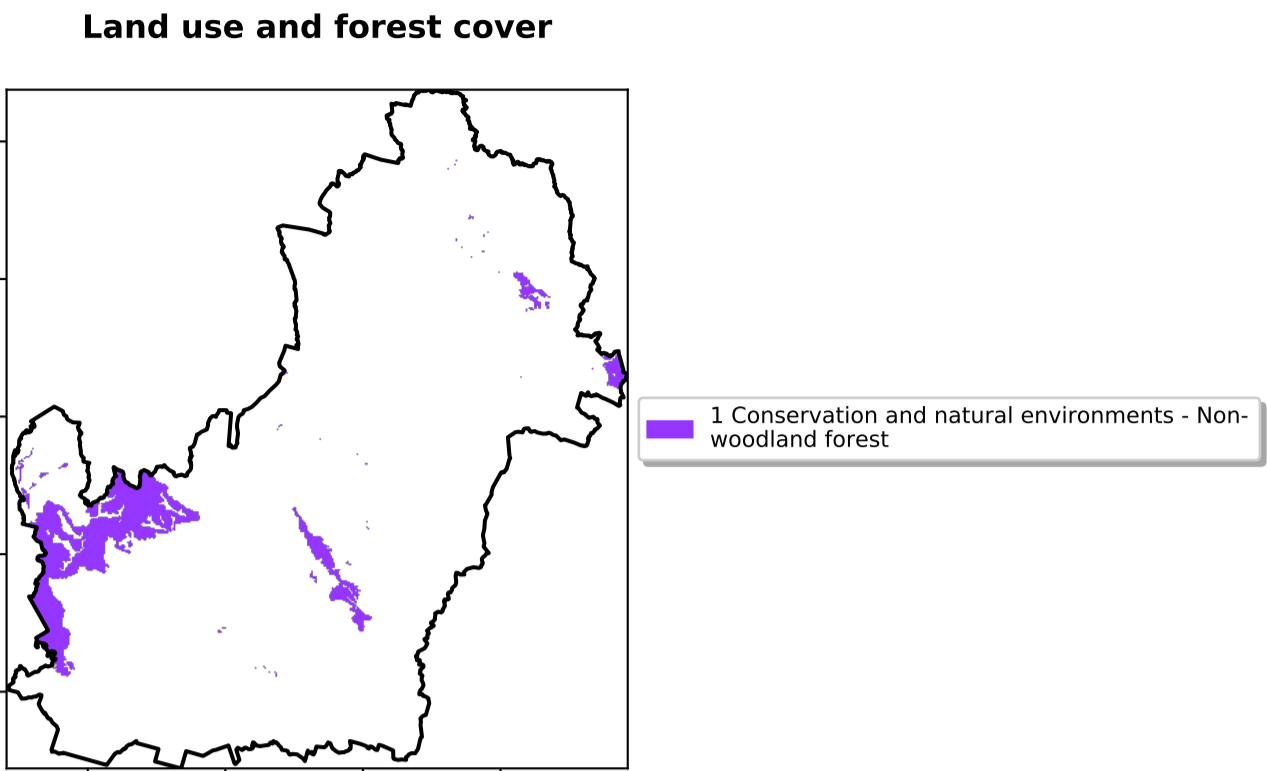 Land use and forest cover
1 Conservation and natural environments - Non-
woodland forest